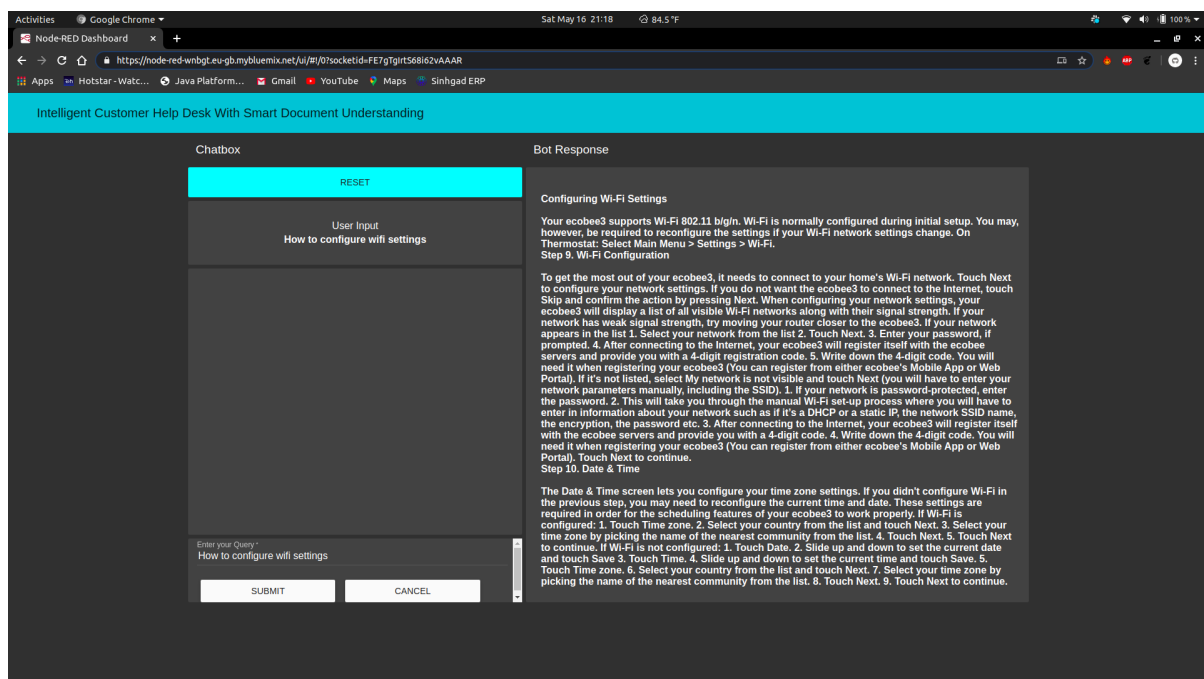 Activities Google Chrome ▾ Sat May 16 21:18 84.5 °F 100 % ▾
Node-RED Dashboard × +
https://node-red-wnbgt.eu-gb.mybluemix.net/ui/#!/0?socketid=FE7gTgIrtS68i62vAAAR
Apps Hotstar - Watc... Java Platform... Gmail YouTube Maps Sinhgad ERP
Intelligent Customer Help Desk With Smart Document Understanding
Chatbox
RESET
User Input
How to configure wifi settings
Enter your Query *
How to configure wifi settings
SUBMIT CANCEL
Bot Response
Configuring Wi-Fi Settings
Your ecobee3 supports Wi-Fi 802.11 b/g/n. Wi-Fi is normally configured during initial setup. You may,
however, be required to reconfigure the settings if your Wi-Fi network settings change. On
Thermostat: Select Main Menu > Settings > Wi-Fi.
Step 9. Wi-Fi Configuration
To get the most out of your ecobee3, it needs to connect to your home's Wi-Fi network. Touch Next
to configure your network settings. If you do not want the ecobee3 to connect to the Internet, touch
Skip and confirm the action by pressing Next. When configuring your network settings, your
ecobee3 will display a list of all visible Wi-Fi networks along with their signal strength. If your
network has weak signal strength, try moving your router closer to the ecobee3. If your network
appears in the list 1. Select your network from the list 2. Touch Next. 3. Enter your password, if
prompted. 4. After connecting to the Internet, your ecobee3 will register itself with the ecobee
servers and provide you with a 4-digit registration code. 5. Write down the 4-digit code. You will
need it when registering your ecobee3 (You can register from either ecobee's Mobile App or Web
Portal). If it's not listed, select My network is not visible and touch Next (you will have to enter your
network parameters manually, including the SSID). 1. If your network is password-protected, enter
the password. 2. This will take you through the manual Wi-Fi set-up process where you will have to
enter in information about your network such as if it's a DHCP or a static IP, the network SSID name,
the encryption, the password etc. 3. After connecting to the Internet, your ecobee3 will register itself
with the ecobee servers and provide you with a 4-digit code. 4. Write down the 4-digit code. You will
need it when registering your ecobee3 (You can register from either ecobee's Mobile App or Web
Portal). Touch Next to continue.
Step 10. Date & Time
The Date & Time screen lets you configure your time zone settings. If you didn't configure Wi-Fi in
the previous step, you may need to reconfigure the current time and date. These settings are
required in order for the scheduling features of your ecobee3 to work properly. If Wi-Fi is
configured: 1. Touch Time zone. 2. Select your country from the list and touch Next. 3. Select your
time zone by picking the name of the nearest community from the list. 4. Touch Next. 5. Touch Next
to continue. If Wi-Fi is not configured: 1. Touch Date. 2. Slide up and down to set the current date
and touch Save 3. Touch Time. 4. Slide up and down to set the current time and touch Save. 5.
Touch Time zone. 6. Select your country from the list and touch Next. 7. Select your time zone by
picking the name of the nearest community from the list. 8. Touch Next. 9. Touch Next to continue.